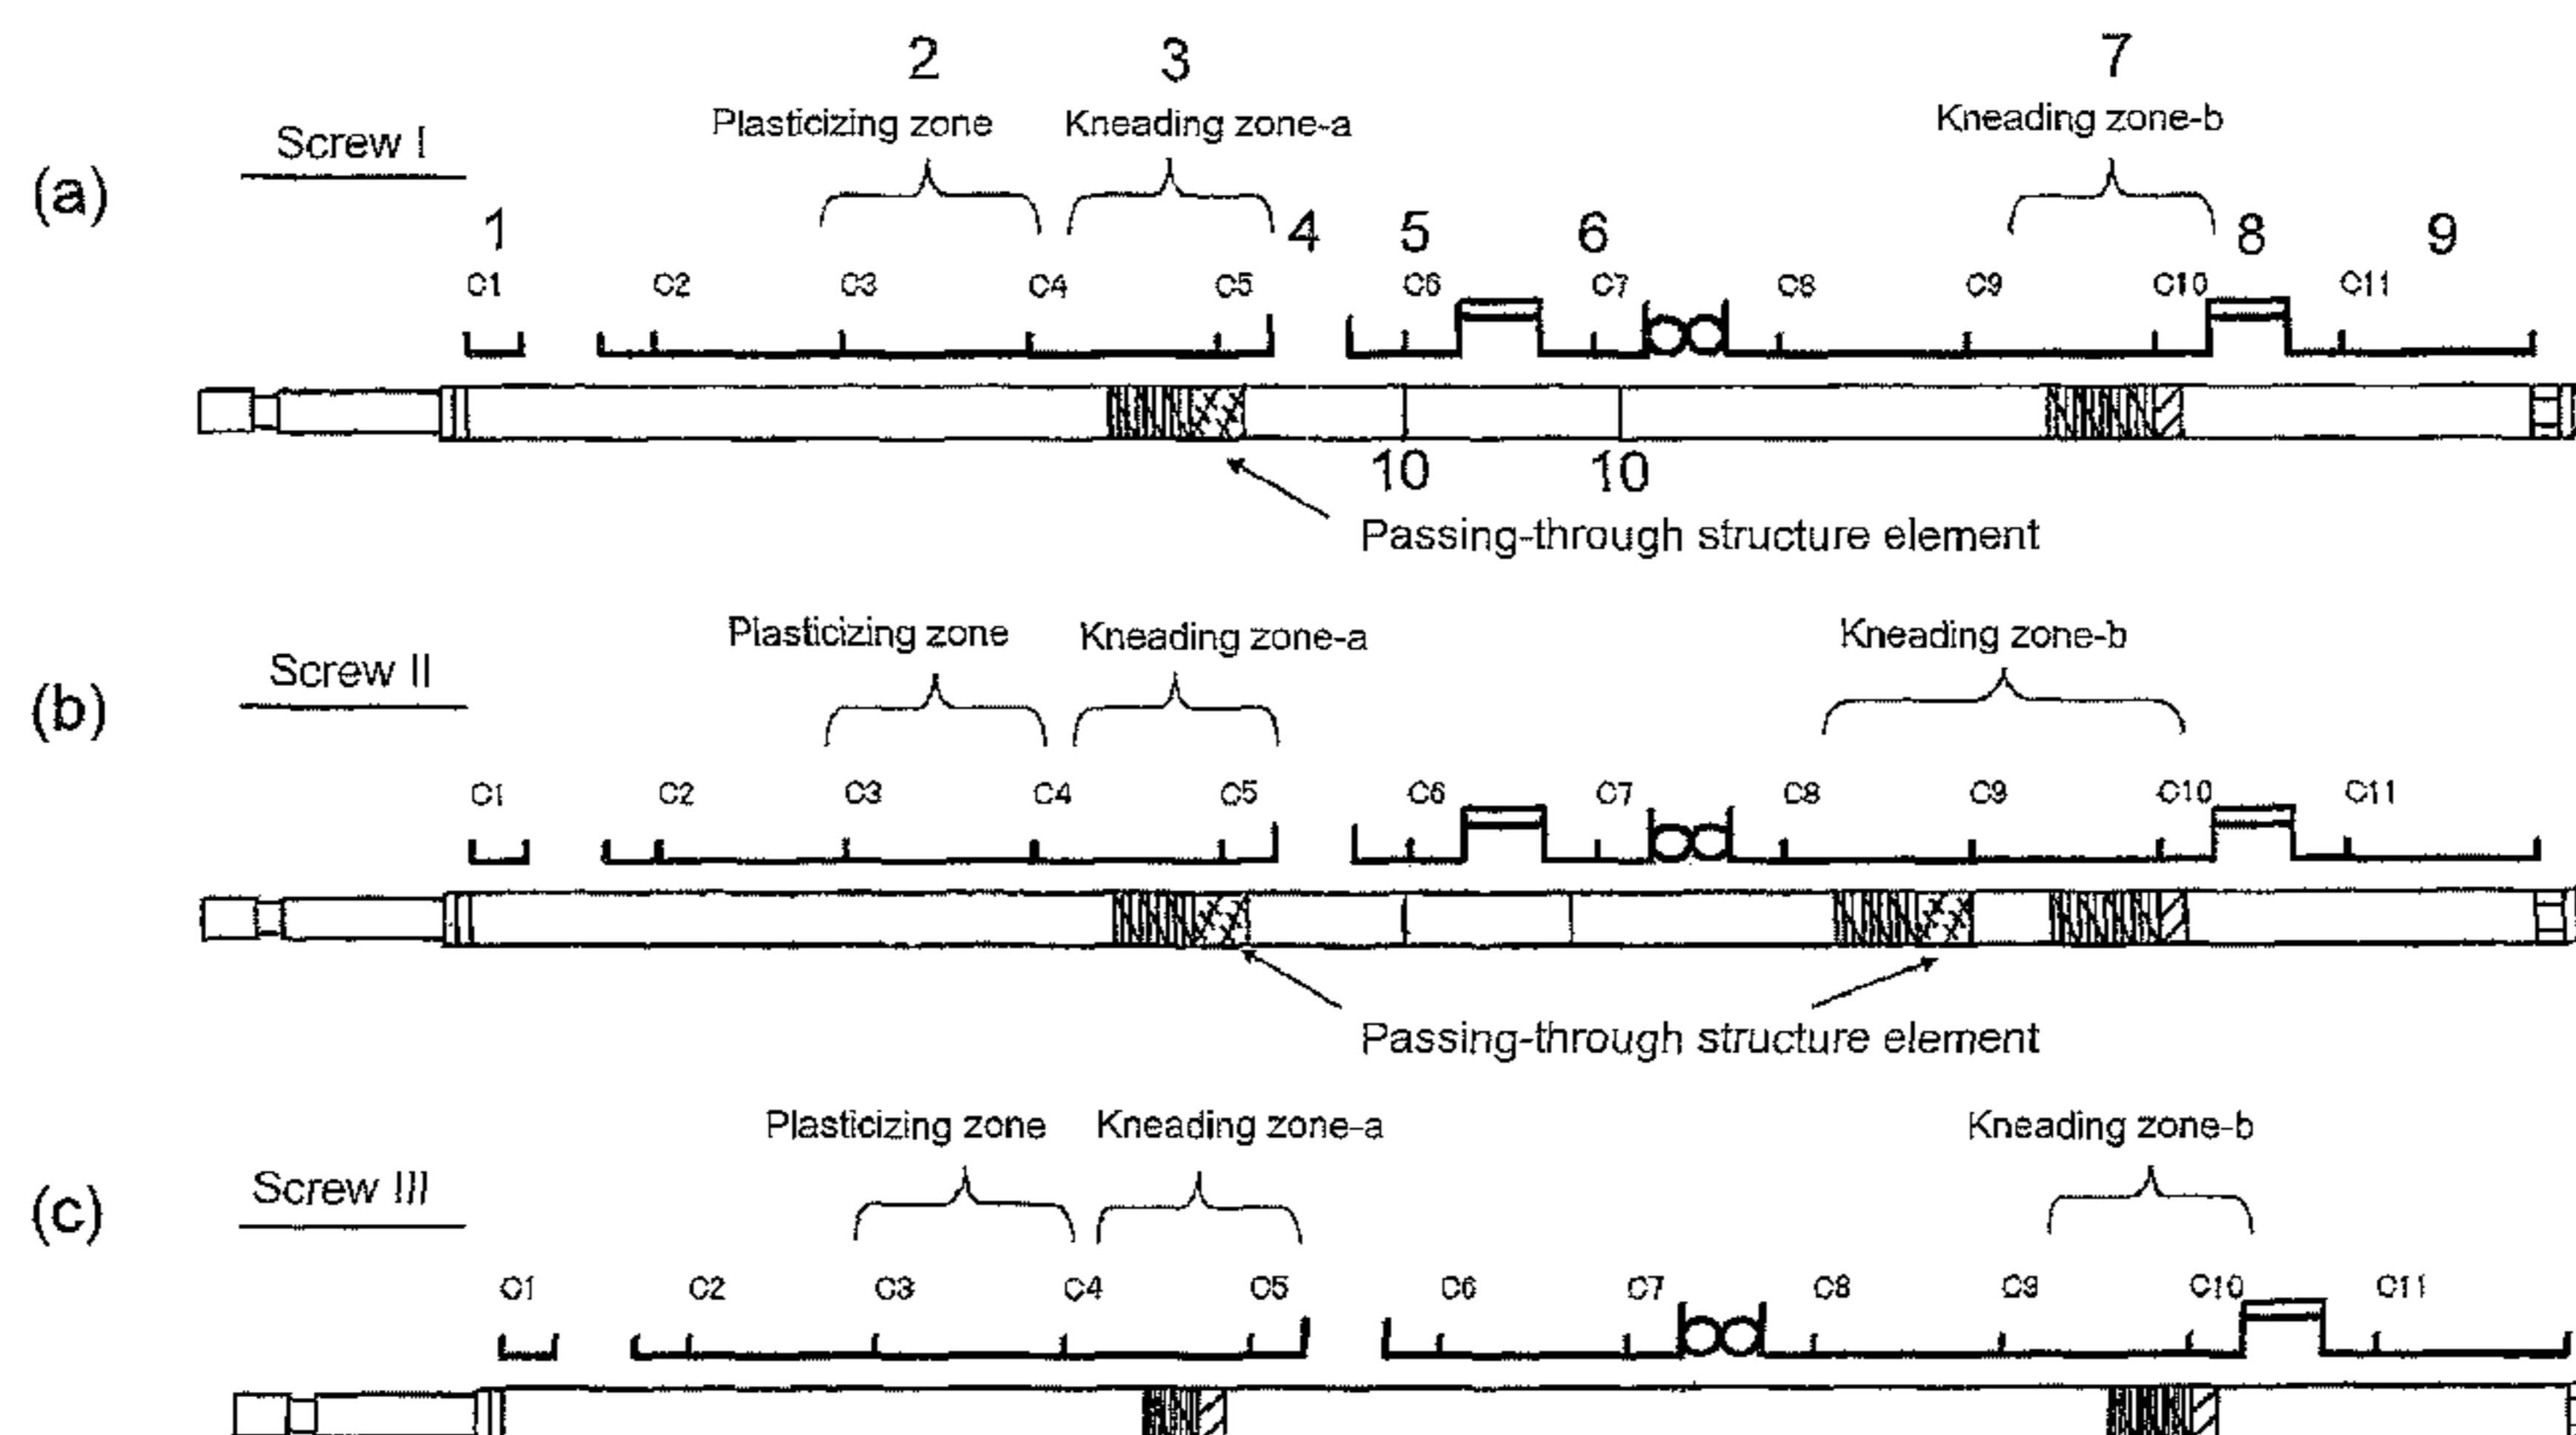 2 3 7
Plasticizing zone Kneading zone-a Kneading zone-b
Screw I
(a)
1 4 5 6 8 9
C1 C2 C3 C4 C5 C6 C7 C8 C9 C10 C11
10 10
Passing-through structure element
Plasticizing zone Kneading zone-a Kneading zone-b
Screw II
(b)
C1 C2 C3 C4 C5 C6 C7 C8 C9 C10 C11
Passing-through structure element
Plasticizing zone Kneading zone-a Kneading zone-b
Screw III
(c)
C1 C2 C3 C4 C5 C6 C7 C8 C9 C10 C11